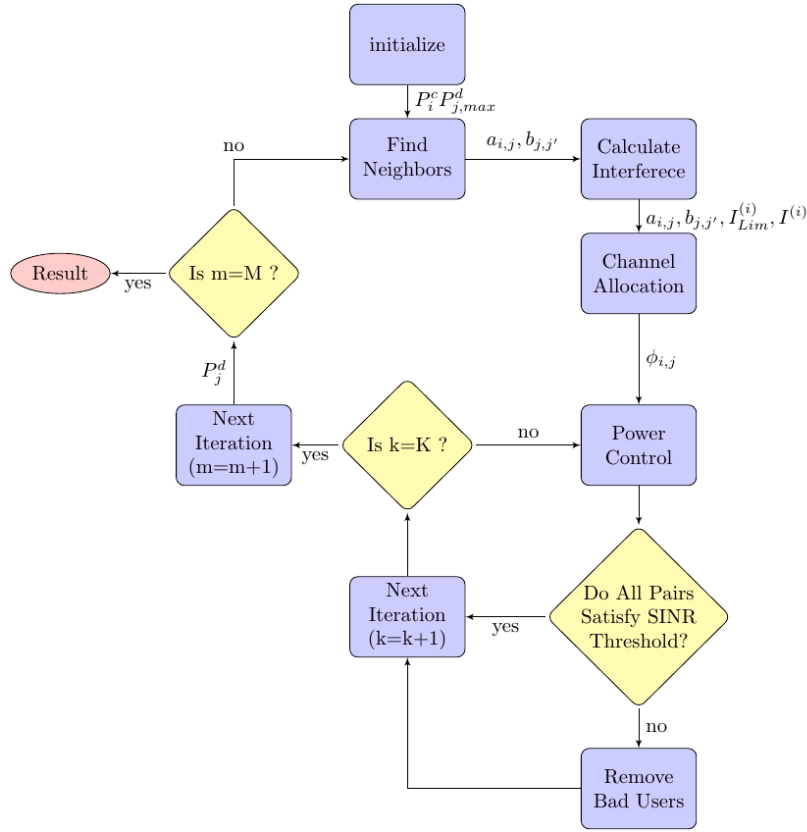 initialize
$P_i^c P_{j,max}^d$
no
Find
Neighbors
$a_{i,j}, b_{j,j'}$
Calculate
Interferece
$a_{i,j}, b_{j,j'}, I_{Lim}^{(i)}, I^{(i)}$
Result
yes
Is m=M ?
Channel
Allocation
$P_j^d$
$\phi_{i,j}$
Next
Iteration
(m=m+1)
yes
Is k=K ?
no
Power
Control
Next
Iteration
(k=k+1)
yes
Do All Pairs
Satisfy SINR
Threshold?
no
Remove
Bad Users